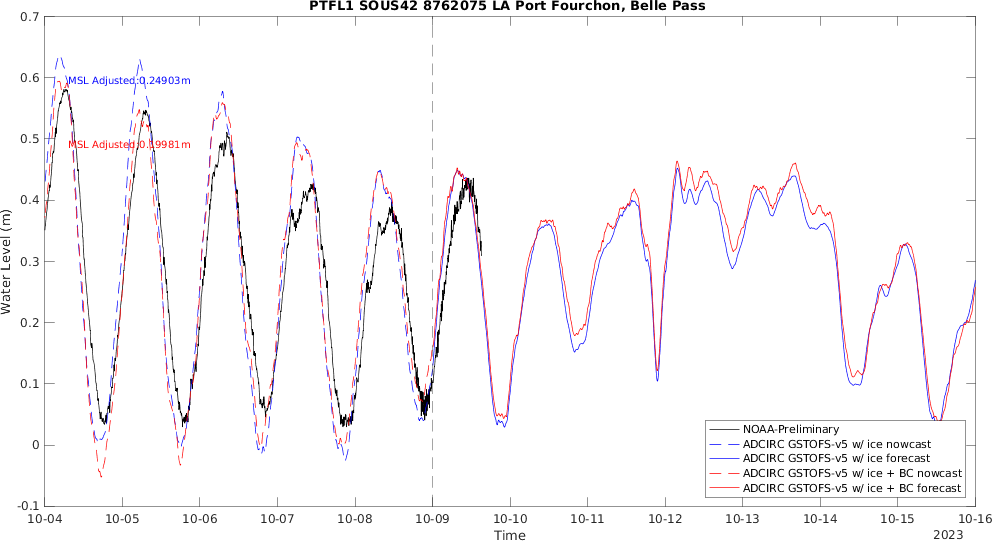 PTFL1 SOUS42 8762075 LA Port Fourchon, Belle Pass
0.7
0.6
0.5
0.4
0.3
0.2
0.1
0
-0.1
Water Level (m)
MSL Adjusted:0.24903m
MSL Adjusted:0.19981m
NOAA-Preliminary
ADCIRC GSTOFS-v5 w/ ice nowcast
ADCIRC GSTOFS-v5 w/ ice forecast
ADCIRC GSTOFS-v5 w/ ice + BC nowcast
ADCIRC GSTOFS-v5 w/ ice + BC forecast
10-04 10-05 10-06 10-07 10-08 10-09 10-10 10-11 10-12 10-13 10-14 10-15 10-16
Time
2023